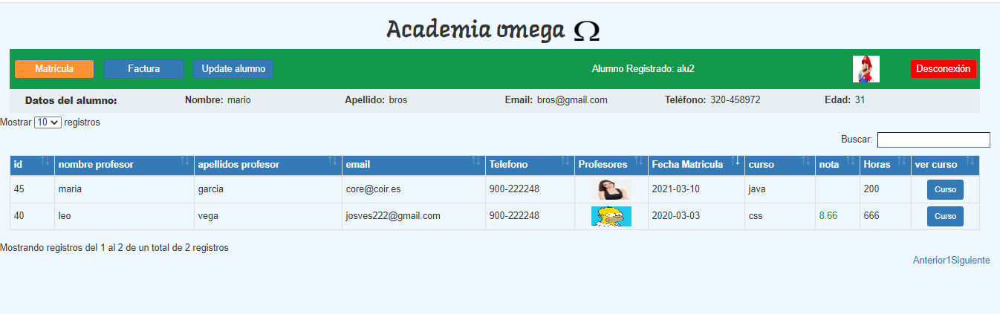 Academia omega Ω
Matrícula Factura Update alumno Alumno Registrado: alu2 Desconexión
Datos del alumno: Nombre: mario Apellido: bros Email: bros@gmail.com Teléfono: 320-458972 Edad: 31
Mostrar 10 registros
Buscar:
id nombre profesor apellidos profesor email Telefono Profesores Fecha Matricula curso nota Horas ver curso
45 maria garcia core@coir.es 900-222248 2021-03-10 java 200 Curso
40 leo vega josves222@gmail.com 900-222248 2020-03-03 css 8.66 666 Curso
Mostrando registros del 1 al 2 de un total de 2 registros
Anterior1Siguiente